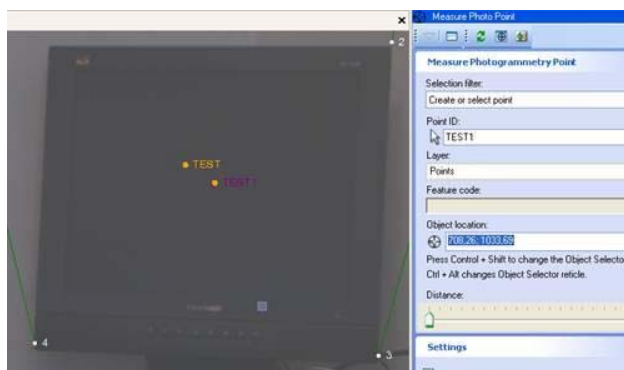 Measure Photo Point
2
Measure Photogrammetry Point
Selection filter:
Create or select point
Point ID:
TEST1
Layer:
Points
Feature code:
Object location:
708.26; 1033.69
Press Control + Shift to change the Object Selecto
Ctrl + Alt changes Object Selector reticle.
Distance:
Settings
TEST
TEST1
4
3